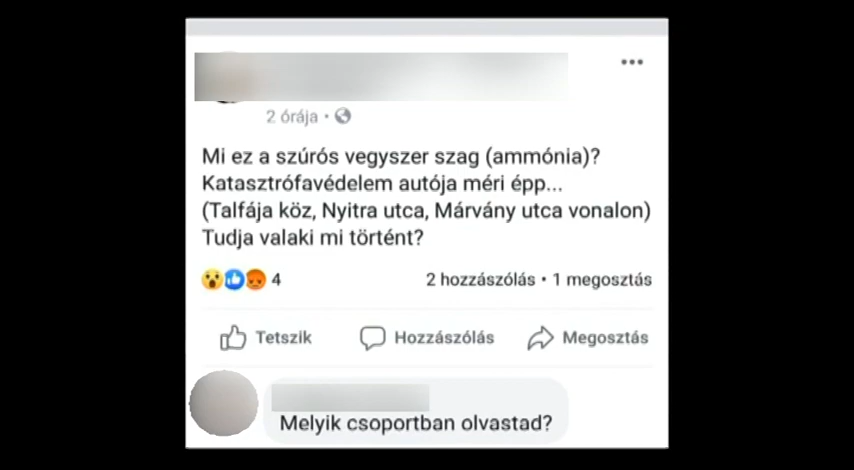 2 órája •
Mi ez a szúrós vegyszer szag (ammónia)?
Katasztrófavédelem autója méri épp...
(Talfája köz, Nyitra utca, Márvány utca vonalon)
Tudja valaki mi történt?
4
2 hozzászólás • 1 megosztás
Tetszik
Hozzászólás
Megosztás
Melyik csoportban olvastad?